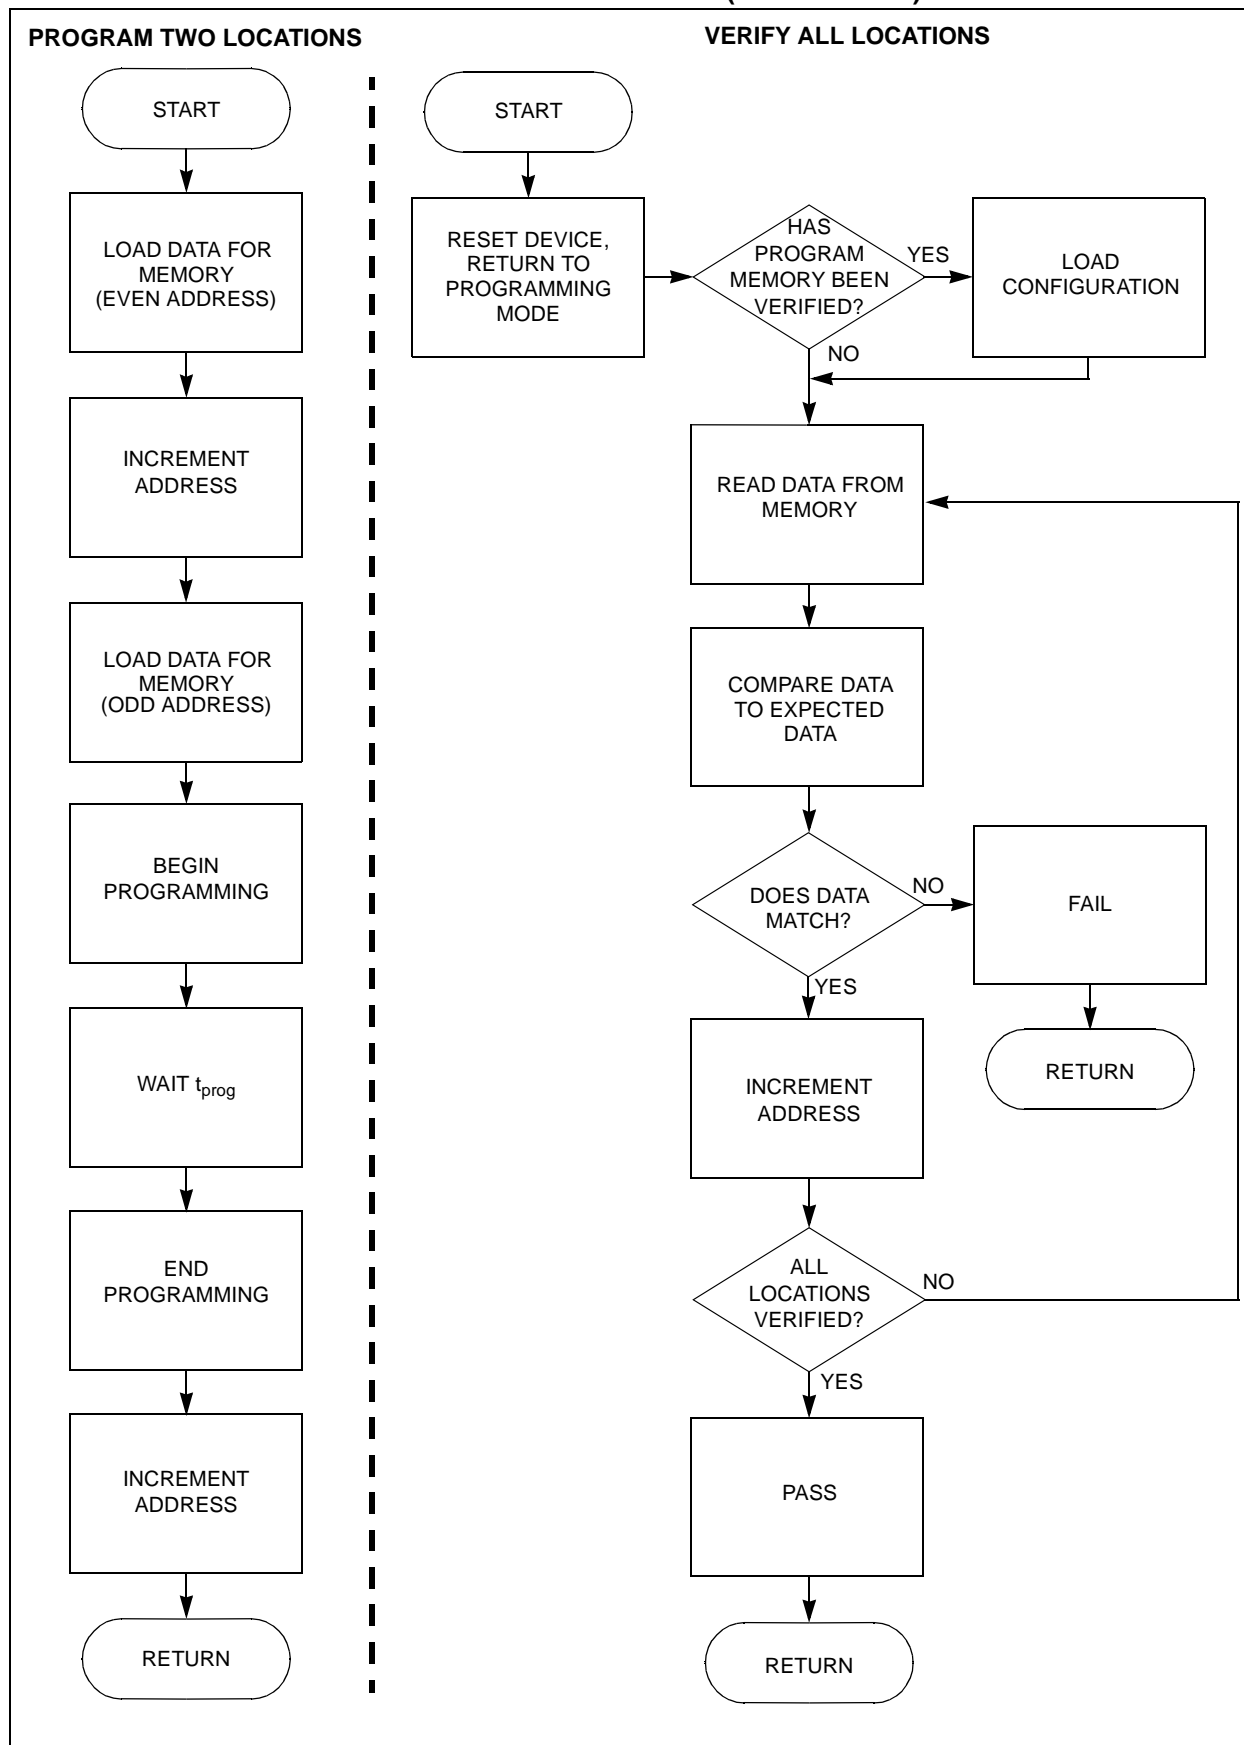 PROGRAM TWO LOCATIONS
START
LOAD DATA FOR
MEMORY
(EVEN ADDRESS)
INCREMENT
ADDRESS
LOAD DATA FOR
MEMORY
(ODD ADDRESS)
BEGIN
PROGRAMMING
WAIT tprog
END
PROGRAMMING
INCREMENT
ADDRESS
RETURN
VERIFY ALL LOCATIONS
START
RESET DEVICE,
RETURN TO
PROGRAMMING
MODE
HAS
PROGRAM
MEMORY BEEN
VERIFIED?
YES
LOAD
CONFIGURATION
NO
READ DATA FROM
MEMORY
COMPARE DATA
TO EXPECTED
DATA
DOES DATA
MATCH?
NO
FAIL
RETURN
YES
INCREMENT
ADDRESS
ALL
LOCATIONS
VERIFIED?
NO
YES
PASS
RETURN